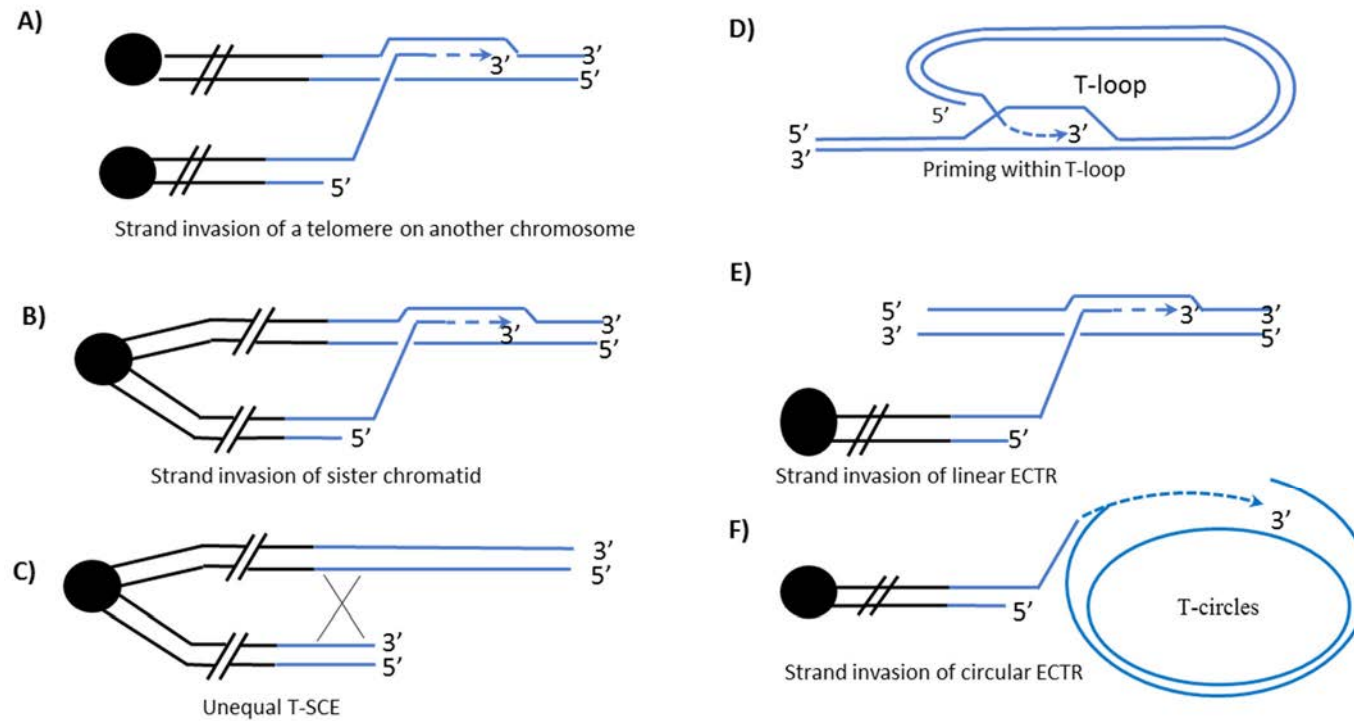 A)
3’
3’
5’
5’
Strand invasion of a telomere on another chromosome
B)
3’
3’
5’
5’
Strand invasion of sister chromatid
C)
3’
5’
3’
5’
Unequal T-SCE
D)
T-loop
5’
5’
3’
3’
Priming within T-loop
E)
5’
3’
3’
3’
5’
5’
Strand invasion of linear ECTR
F)
3’
T-circles
5’
Strand invasion of circular ECTR